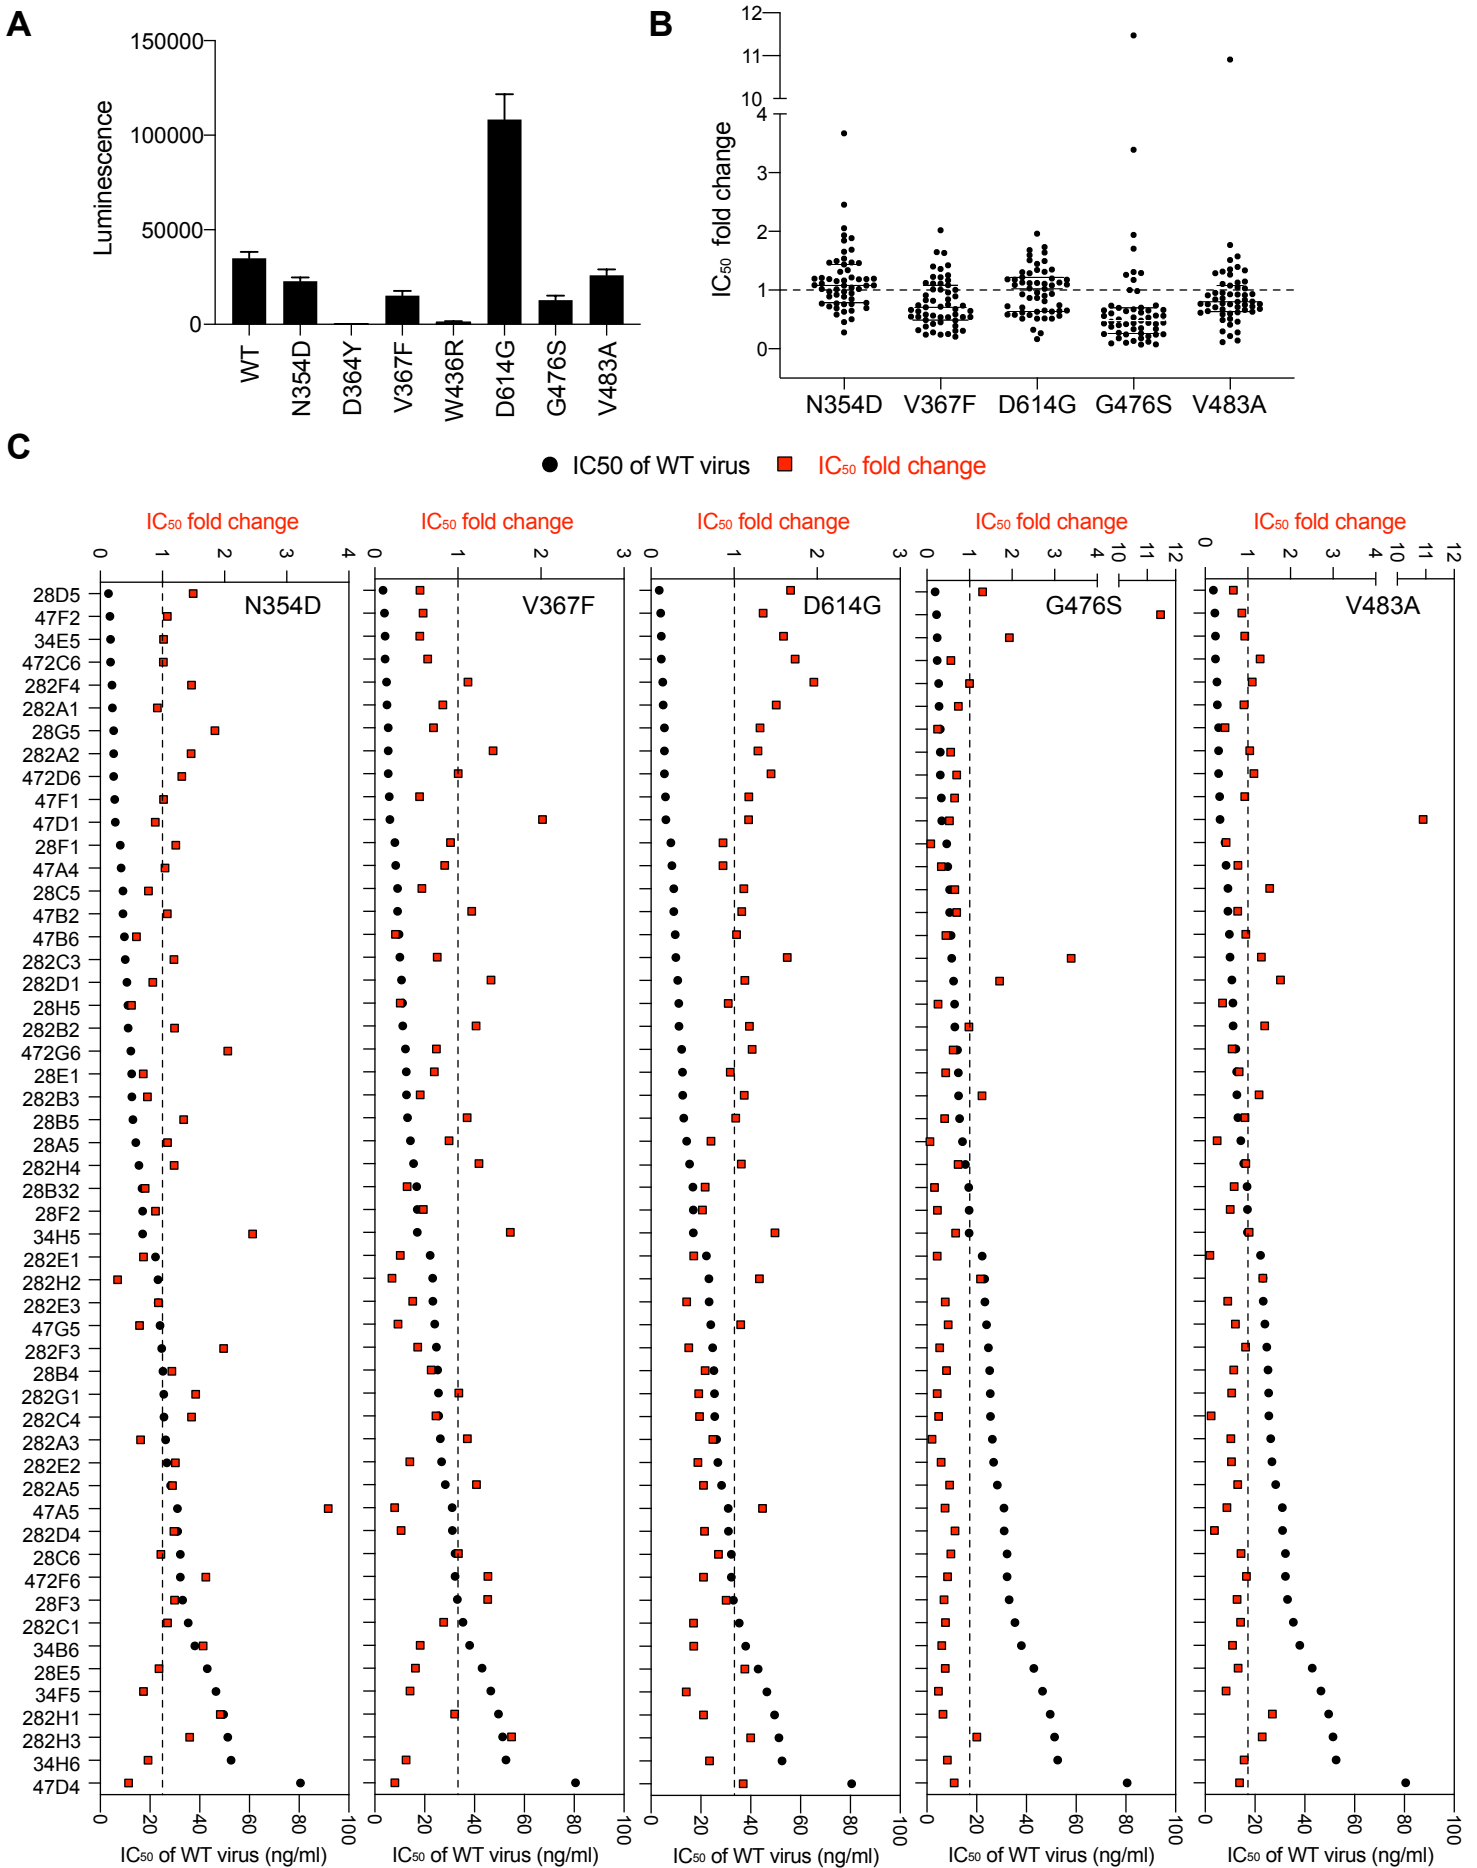 A
150000
100000
50000
0
Luminescence
WT
N354D
D364Y
V367F
W436R
D614G
G476S
V483A
B
12
11
10
4
3
2
1
0
IC50 fold change
N354D V367F D614G G476S V483A
C
IC50 of WT virus IC50 fold change
IC50 fold change IC50 fold change IC50 fold change IC50 fold change IC50 fold change
0 1 2 3 4 0 1 2 3 0 1 2 3 0 1 2 3 4 10 11 12 0 1 2 3 4 10 11 12
N354D V367F D614G G476S V483A
28D5
47F2
34E5
472C6
282F4
282A1
28G5
282A2
472D6
47F1
47D1
28F1
47A4
28C5
47B2
47B6
282C3
282D1
28H5
282B2
472G6
28E1
282B3
28B5
28A5
282H4
28B32
28F2
34H5
282E1
282H2
282E3
47G5
282F3
28B4
282G1
282C4
282A3
282E2
282A5
47A5
282D4
28C6
472F6
28F3
282C1
34B6
28E5
34F5
282H1
282H3
34H6
47D4
0 20 40 60 80 100 0 20 40 60 80 100 0 20 40 60 80 100 0 20 40 60 80 100 0 20 40 60 80 100
IC50 of WT virus (ng/ml) IC50 of WT virus (ng/ml) IC50 of WT virus (ng/ml) IC50 of WT virus (ng/ml) IC50 of WT virus (ng/ml)